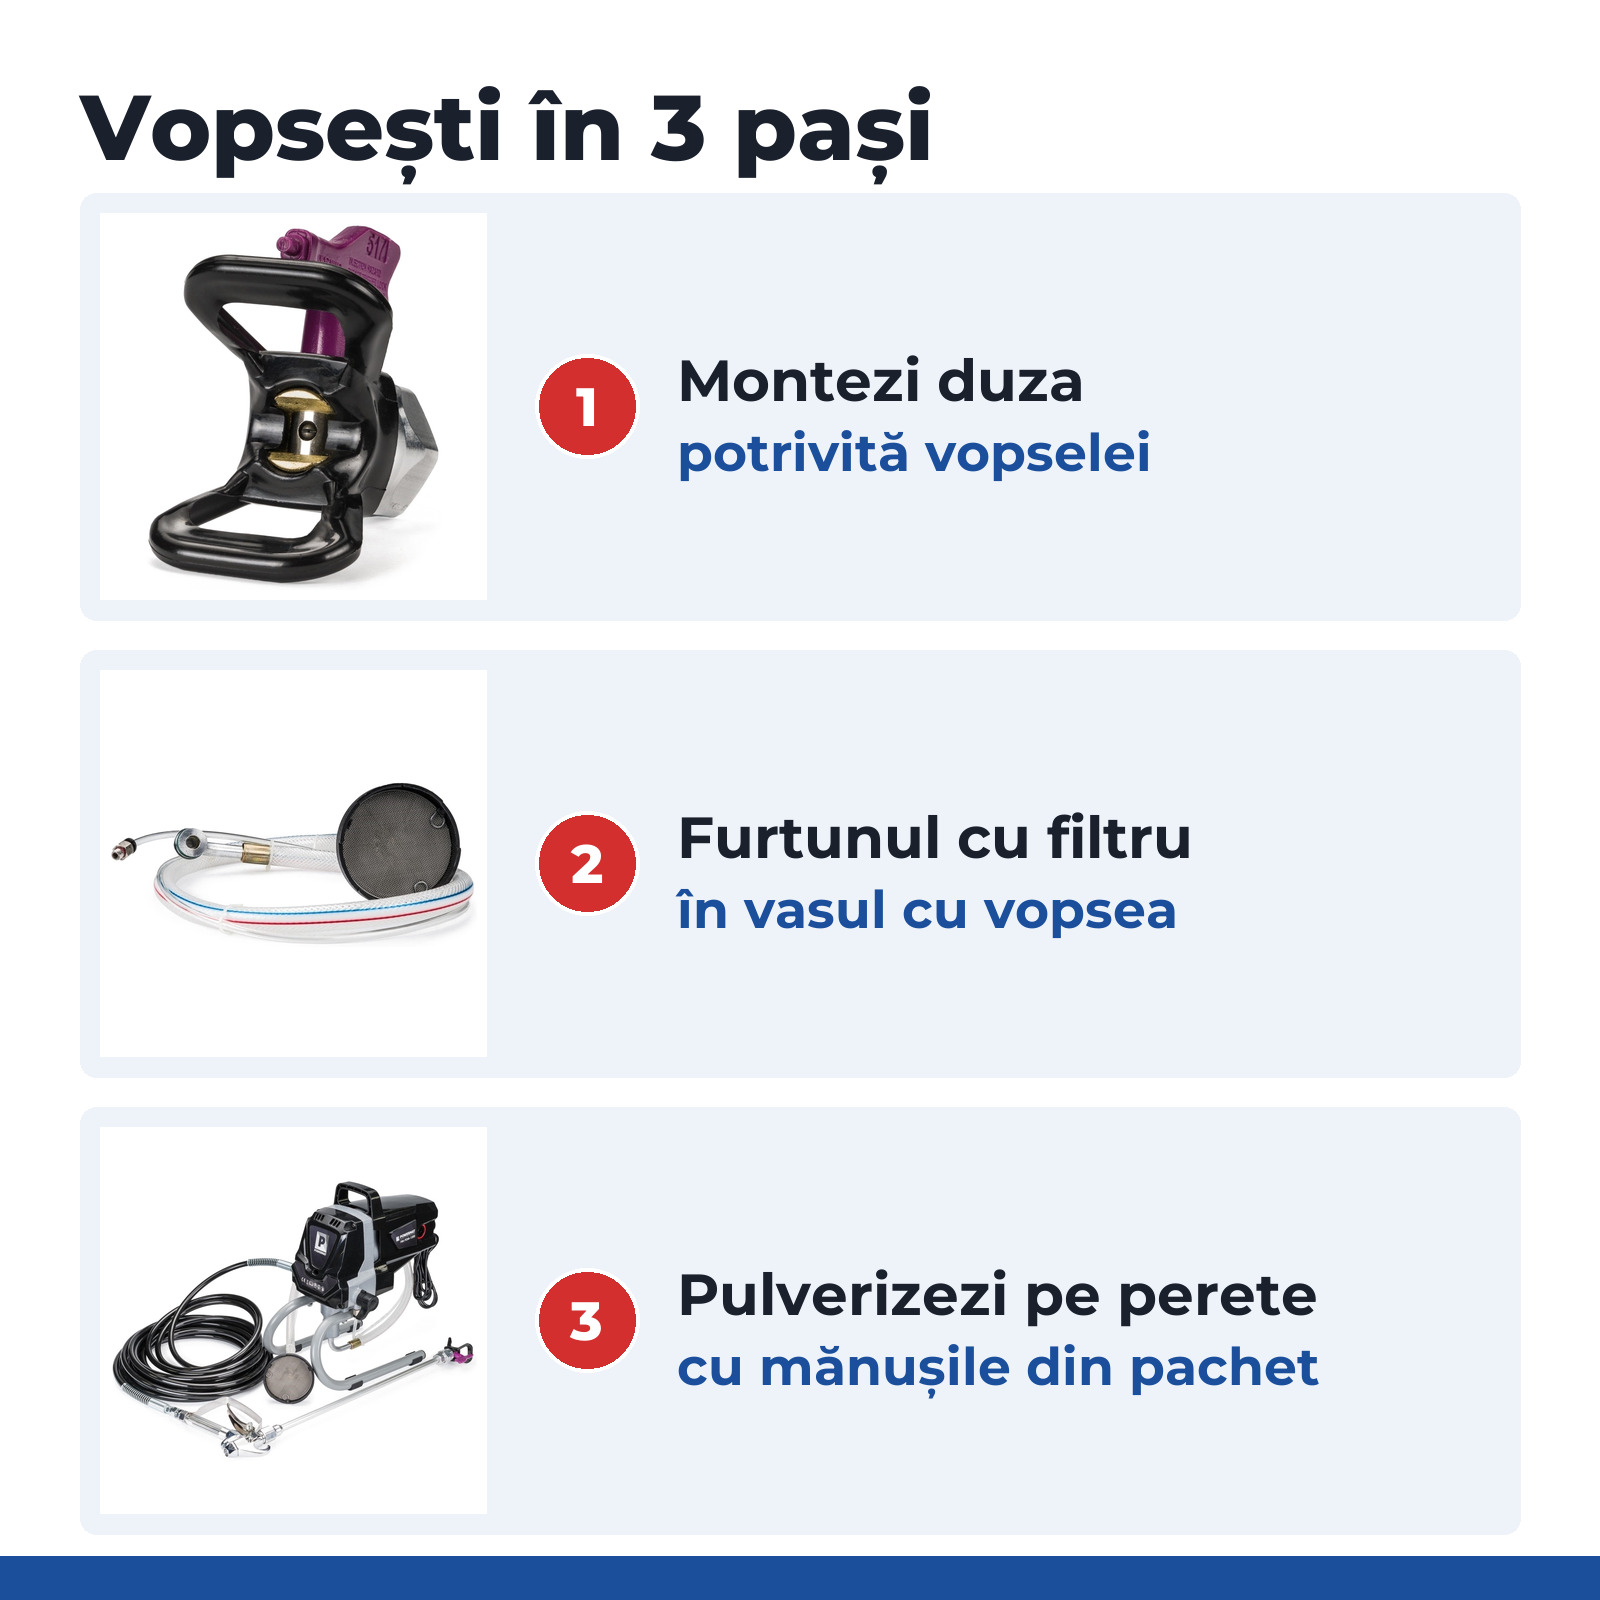 Vopsești în 3 pași
517
1
Montezi duza
potrivită vopselei
2
Furtunul cu filtru
în vasul cu vopsea
3
Pulverizezi pe perete
cu mănușile din pachet
P